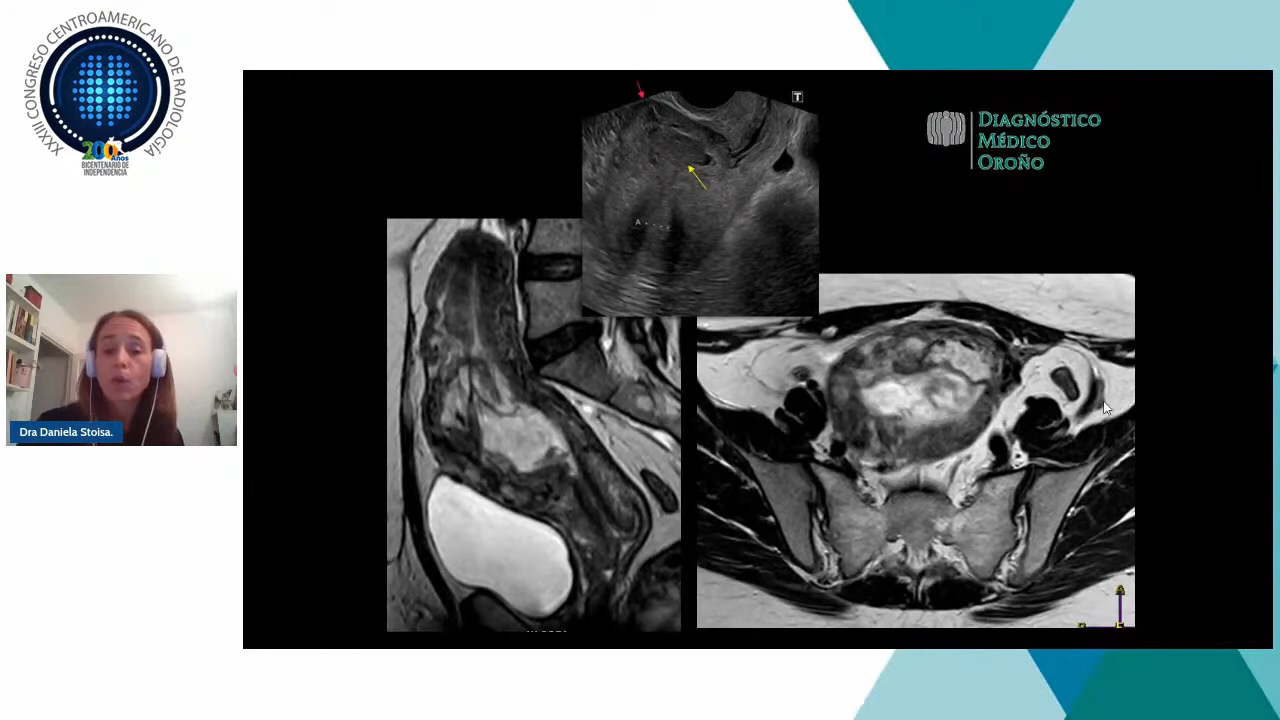 XXXIII CONGRESO CENTROAMERICANO DE RADIOLOGÍA
200 Años
BICENTENARIO DE
INDEPENDENCIA
T
DIAGNÓSTICO
MÉDICO
OROÑO
A
Dra Daniela Stoisa.
A